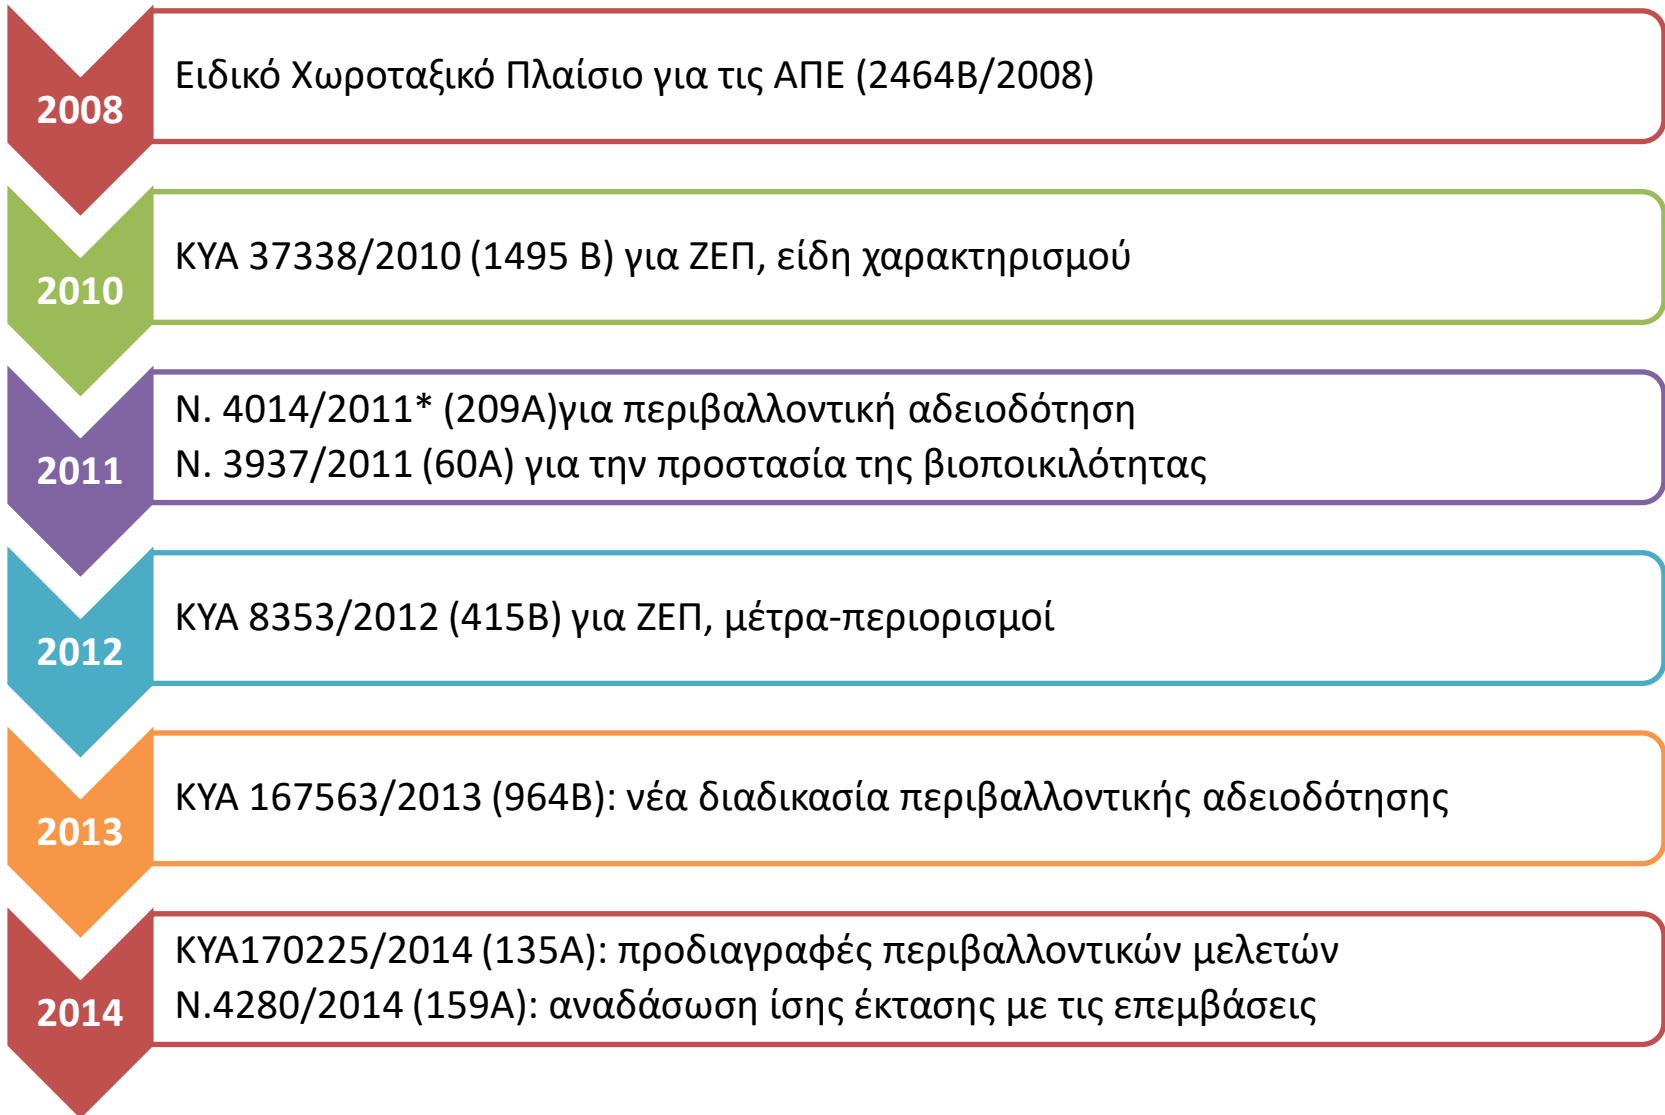 2008
Ειδικό Χωροταξικό Πλαίσιο για τις ΑΠΕ (2464Β/2008)
2010
ΚΥΑ 37338/2010 (1495 Β) για ΖΕΠ, είδη χαρακτηρισμού
2011
Ν. 4014/2011* (209Α)για περιβαλλοντική αδειοδότηση
Ν. 3937/2011 (60Α) για την προστασία της βιοποικιλότητας
2012
ΚΥΑ 8353/2012 (415Β) για ΖΕΠ, μέτρα-περιορισμοί
2013
ΚΥΑ 167563/2013 (964Β): νέα διαδικασία περιβαλλοντικής αδειοδότησης
2014
ΚΥΑ170225/2014 (135Α): προδιαγραφές περιβαλλοντικών μελετών
Ν.4280/2014 (159Α): αναδάσωση ίσης έκτασης με τις επεμβάσεις